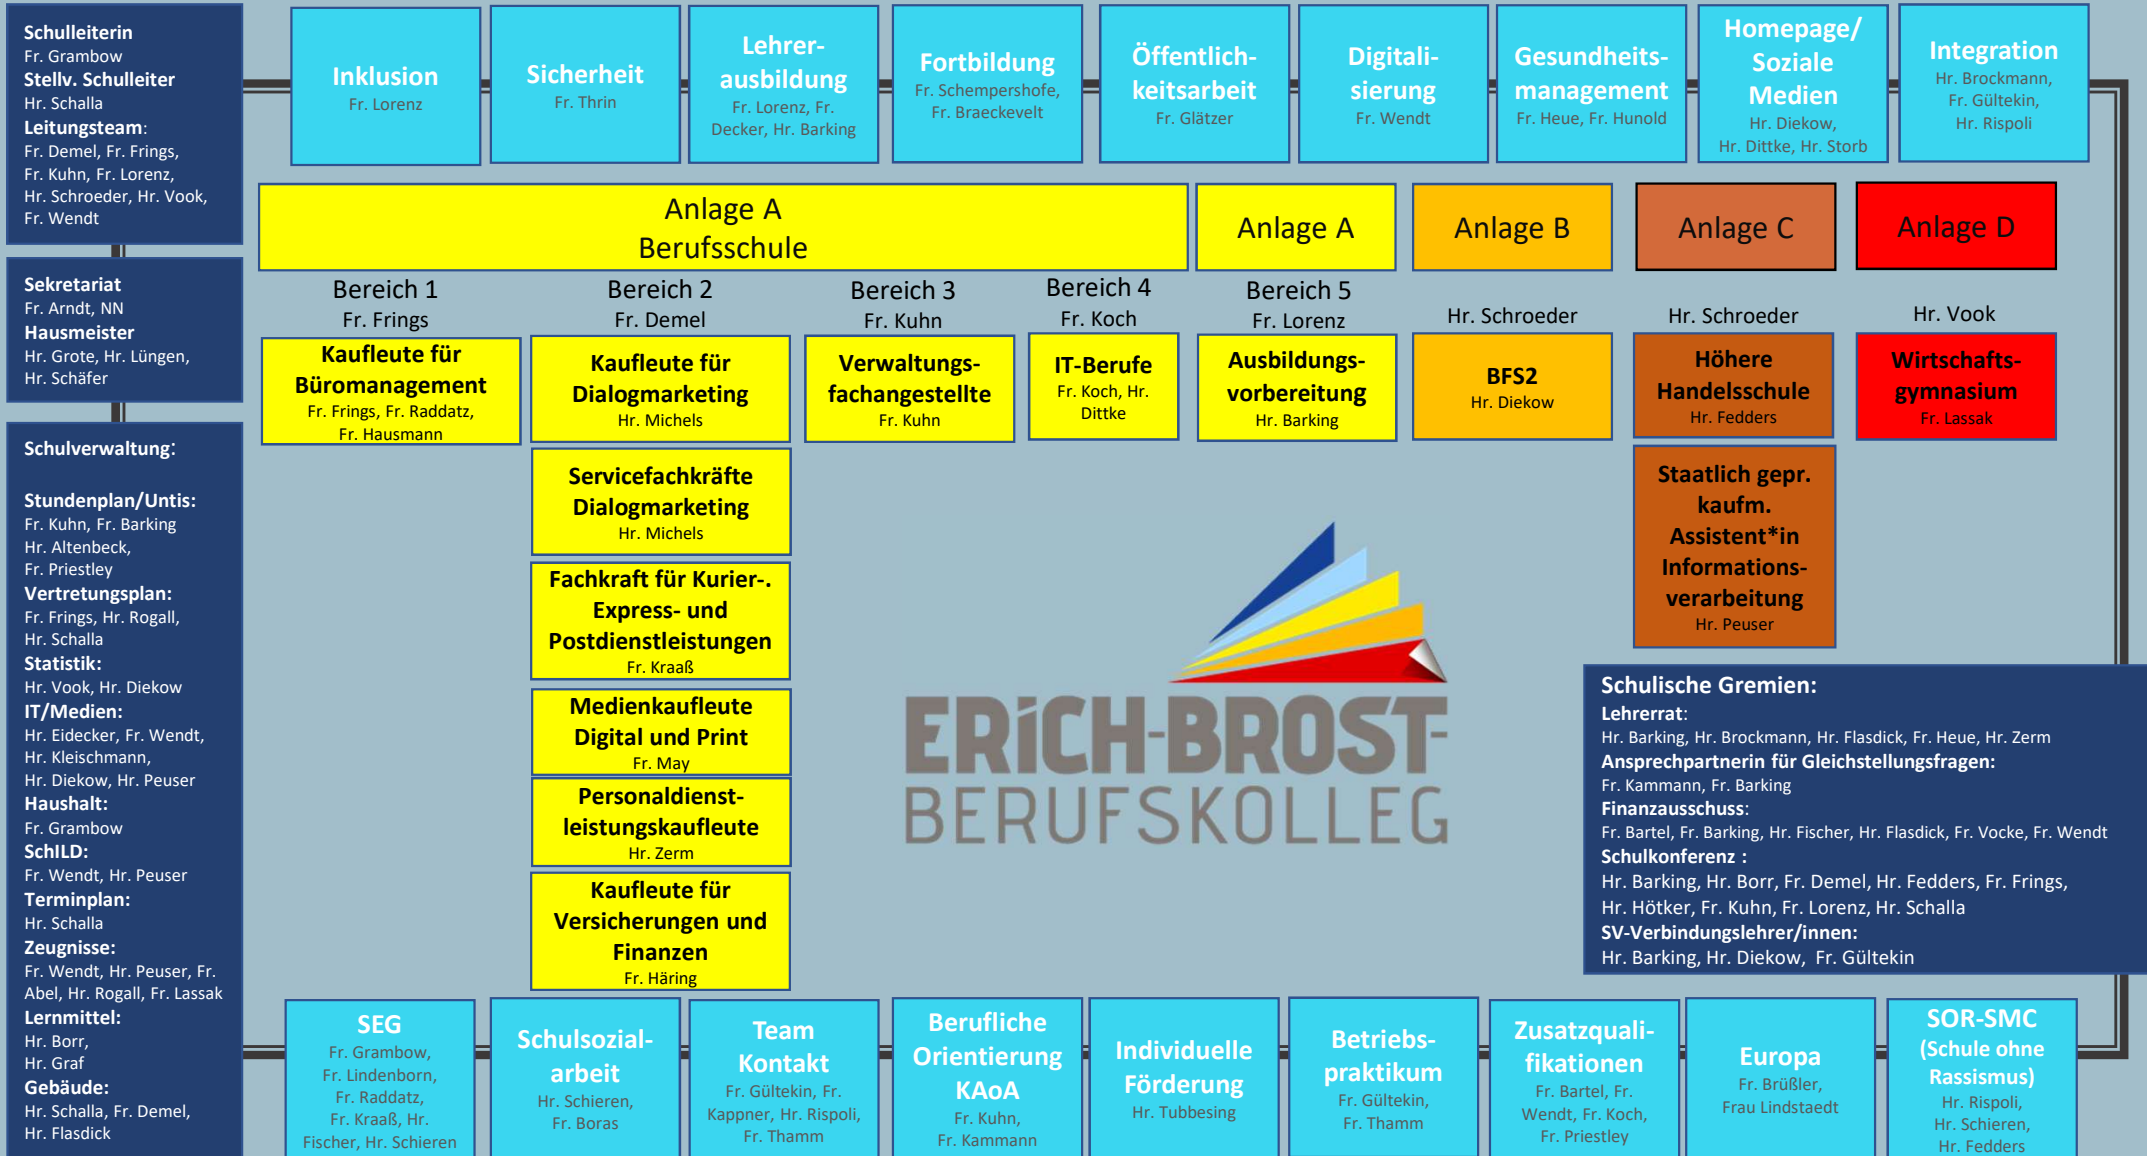 Schulleiterin
Fr. Grambow
Stellv. Schulleiter
Hr. Schalla
Leitungsteam:
Fr. Demel, Fr. Frings,
Fr. Kuhn, Fr. Lorenz,
Hr. Schroeder, Hr. Vook,
Fr. Wendt
Sekretariat
Fr. Arndt, NN
Hausmeister
Hr. Grote, Hr. Lüngen,
Hr. Schäfer
Schulverwaltung:
Stundenplan/Untis:
Fr. Kuhn, Fr. Barking
Hr. Altenbeck,
Fr. Priestley
Vertretungsplan:
Fr. Frings, Hr. Rogall,
Hr. Schalla
Statistik:
Hr. Vook, Hr. Diekow
IT/Medien:
Hr. Eidecker, Fr. Wendt,
Hr. Kleischmann,
Hr. Diekow, Hr. Peuser
Haushalt:
Fr. Grambow
SchILD:
Fr. Wendt, Hr. Peuser
Terminplan:
Hr. Schalla
Zeugnisse:
Fr. Wendt, Hr. Peuser, Fr.
Abel, Hr. Rogall, Fr. Lassak
Lernmittel:
Hr. Borr,
Hr. Graf
Gebäude:
Hr. Schalla, Fr. Demel,
Hr. Flasdick
Inklusion
Fr. Lorenz
Sicherheit
Fr. Thrin
Lehrer-
ausbildung
Fr. Lorenz, Fr.
Decker, Hr. Barking
Fortbildung
Fr. Schempershofe,
Fr. Braeckevelt
Öffentlich-
keitsarbeit
Fr. Glätzer
Digitali-
sierung
Fr. Wendt
Gesundheits-
management
Fr. Heue, Fr. Hunold
Homepage/
Soziale
Medien
Hr. Diekow,
Hr. Dittke, Hr. Storb
Integration
Hr. Brockmann,
Fr. Gültekin,
Hr. Rispoli
Anlage A
Berufsschule
Anlage A
Anlage B
Anlage C
Anlage D
Bereich 1
Fr. Frings
Kaufleute für
Büromanagement
Fr. Frings, Fr. Raddatz,
Fr. Hausmann
Bereich 2
Fr. Demel
Kaufleute für
Dialogmarketing
Hr. Michels
Servicefachkräfte
Dialogmarketing
Hr. Michels
Fachkraft für Kurier-.
Express- und
Postdienstleistungen
Fr. Kraaß
Medienkaufleute
Digital und Print
Fr. May
Personaldienst-
leistungskaufleute
Hr. Zerm
Kaufleute für
Versicherungen und
Finanzen
Fr. Häring
Bereich 3
Fr. Kuhn
Verwaltungs-
fachangestellte
Fr. Kuhn
Bereich 4
Fr. Koch
IT-Berufe
Fr. Koch, Hr.
Dittke
Bereich 5
Fr. Lorenz
Ausbildungs-
vorbereitung
Hr. Barking
Hr. Schroeder
BFS2
Hr. Diekow
Hr. Schroeder
Höhere
Handelsschule
Hr. Fedders
Staatlich gepr.
kaufm.
Assistent*in
Informations-
verarbeitung
Hr. Peuser
Hr. Vook
Wirtschafts-
gymnasium
Fr. Lassak
ERiCH-BROST-
BERUFSKOLLEG
Schulische Gremien:
Lehrerrat:
Hr. Barking, Hr. Brockmann, Hr. Flasdick, Fr. Heue, Hr. Zerm
Ansprechpartnerin für Gleichstellungsfragen:
Fr. Kammann, Fr. Barking
Finanzausschuss:
Fr. Bartel, Fr. Barking, Hr. Fischer, Hr. Flasdick, Fr. Vocke, Fr. Wendt
Schulkonferenz :
Hr. Barking, Hr. Borr, Fr. Demel, Hr. Fedders, Fr. Frings,
Hr. Hötker, Fr. Kuhn, Fr. Lorenz, Hr. Schalla
SV-Verbindungslehrer/innen:
Hr. Barking, Hr. Diekow, Fr. Gültekin
SEG
Fr. Grambow,
Fr. Lindenborn,
Fr. Raddatz,
Fr. Kraaß, Hr.
Fischer, Hr. Schieren
Schulsozial-
arbeit
Hr. Schieren,
Fr. Boras
Team
Kontakt
Fr. Gültekin, Fr.
Kappner, Hr. Rispoli,
Fr. Thamm
Berufliche
Orientierung
KAoA
Fr. Kuhn,
Fr. Kammann
Individuelle
Förderung
Hr. Tubbesing
Betriebs-
praktikum
Fr. Gültekin,
Fr. Thamm
Zusatzquali-
fikationen
Fr. Bartel, Fr.
Wendt, Fr. Koch,
Fr. Priestley
Europa
Fr. Brüßler,
Frau Lindstaedt
SOR-SMC
(Schule ohne
Rassismus)
Hr. Rispoli,
Hr. Schieren,
Hr. Fedders